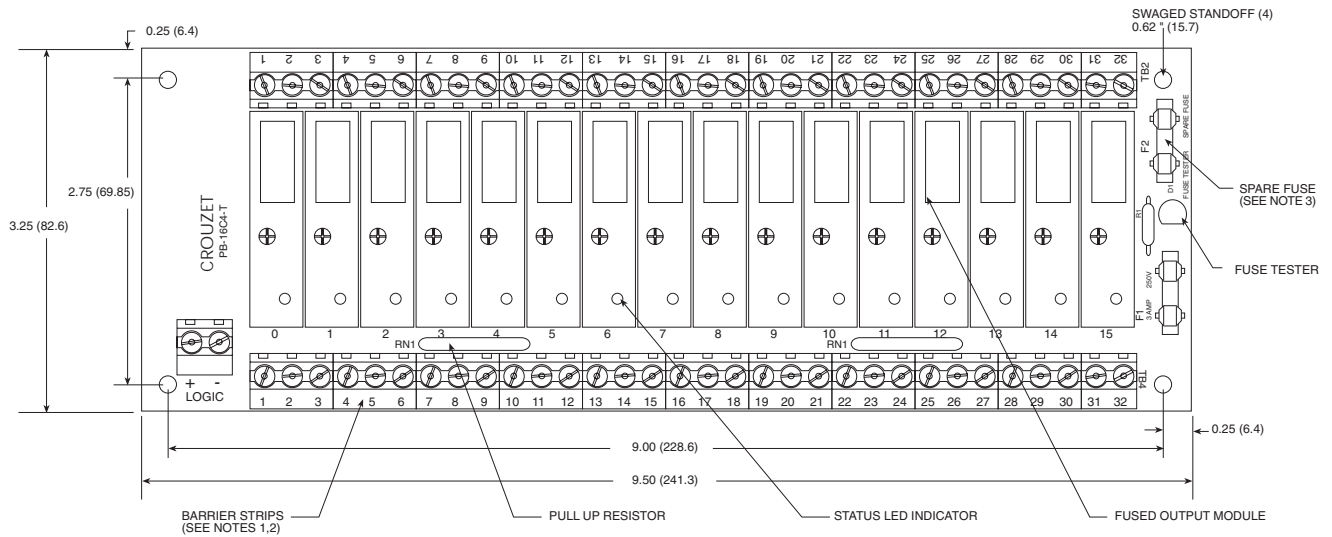 SWAGED STANDOFF (4)
0.62 " (15.7)
0.25 (6.4)
1 2 3 4 5 6 7 8 9 10 11 12 13 14 15 16 17 18 19 20 21 22 23 24 25 26 27 28 29 30 31 32
TB2
SPARE FUSE
F2
2.75 (69.85)
3.25 (82.6)
FUSE TESTER
D1
SPARE FUSE
(SEE NOTE 3)
R1
CROUZET
PB-16C4-T
FUSE TESTER
250V
3 AMP
F1
0 1 2 3 4 5 6 7 8 9 10 11 12 13 14 15
RN1 RN1
+ -
LOGIC
TB4
1 2 3 4 5 6 7 8 9 10 11 12 13 14 15 16 17 18 19 20 21 22 23 24 25 26 27 28 29 30 31 32
0.25 (6.4)
9.00 (228.6)
9.50 (241.3)
BARRIER STRIPS
(SEE NOTES 1,2)
PULL UP RESISTOR
STATUS LED INDICATOR
FUSED OUTPUT MODULE